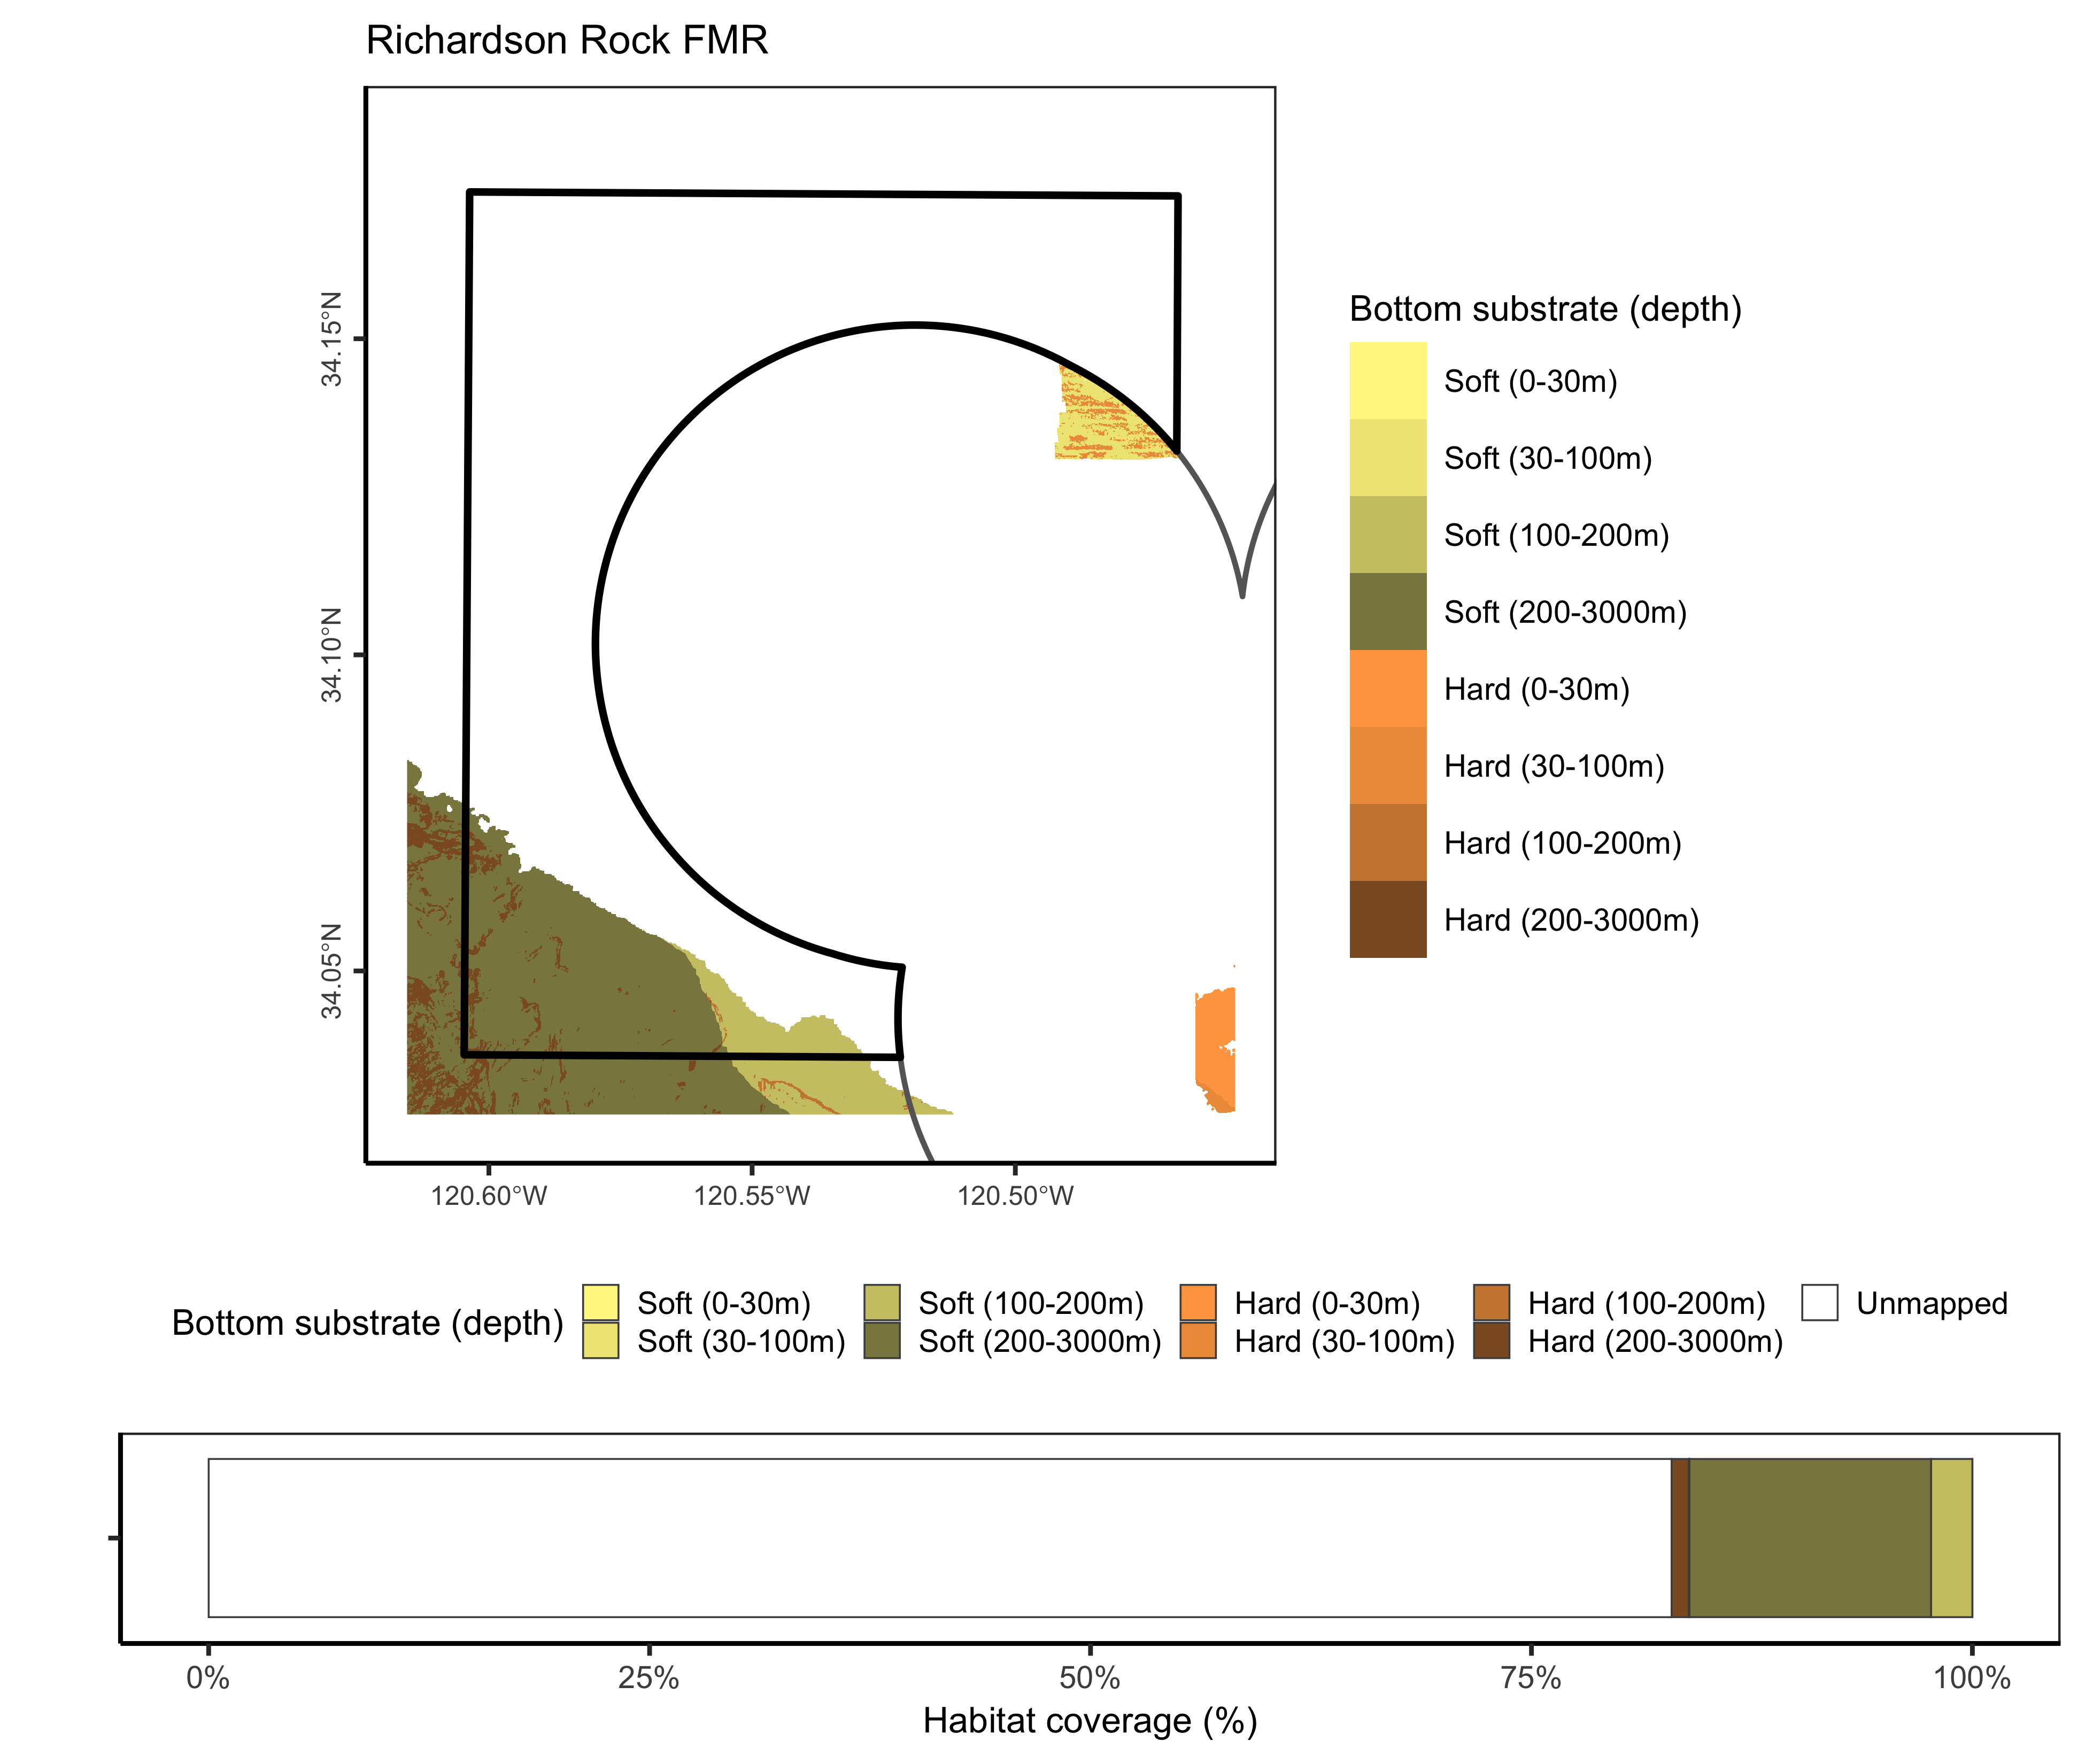 Richardson Rock FMR
34.15°N
34.10°N
34.05°N
120.60°W 120.55°W 120.50°W
Bottom substrate (depth)
Soft (0-30m)
Soft (30-100m)
Soft (100-200m)
Soft (200-3000m)
Hard (0-30m)
Hard (30-100m)
Hard (100-200m)
Hard (200-3000m)
Bottom substrate (depth)
Soft (0-30m) Soft (100-200m) Hard (0-30m) Hard (100-200m) Unmapped
Soft (30-100m) Soft (200-3000m) Hard (30-100m) Hard (200-3000m)
0% 25% 50% 75% 100%
Habitat coverage (%)